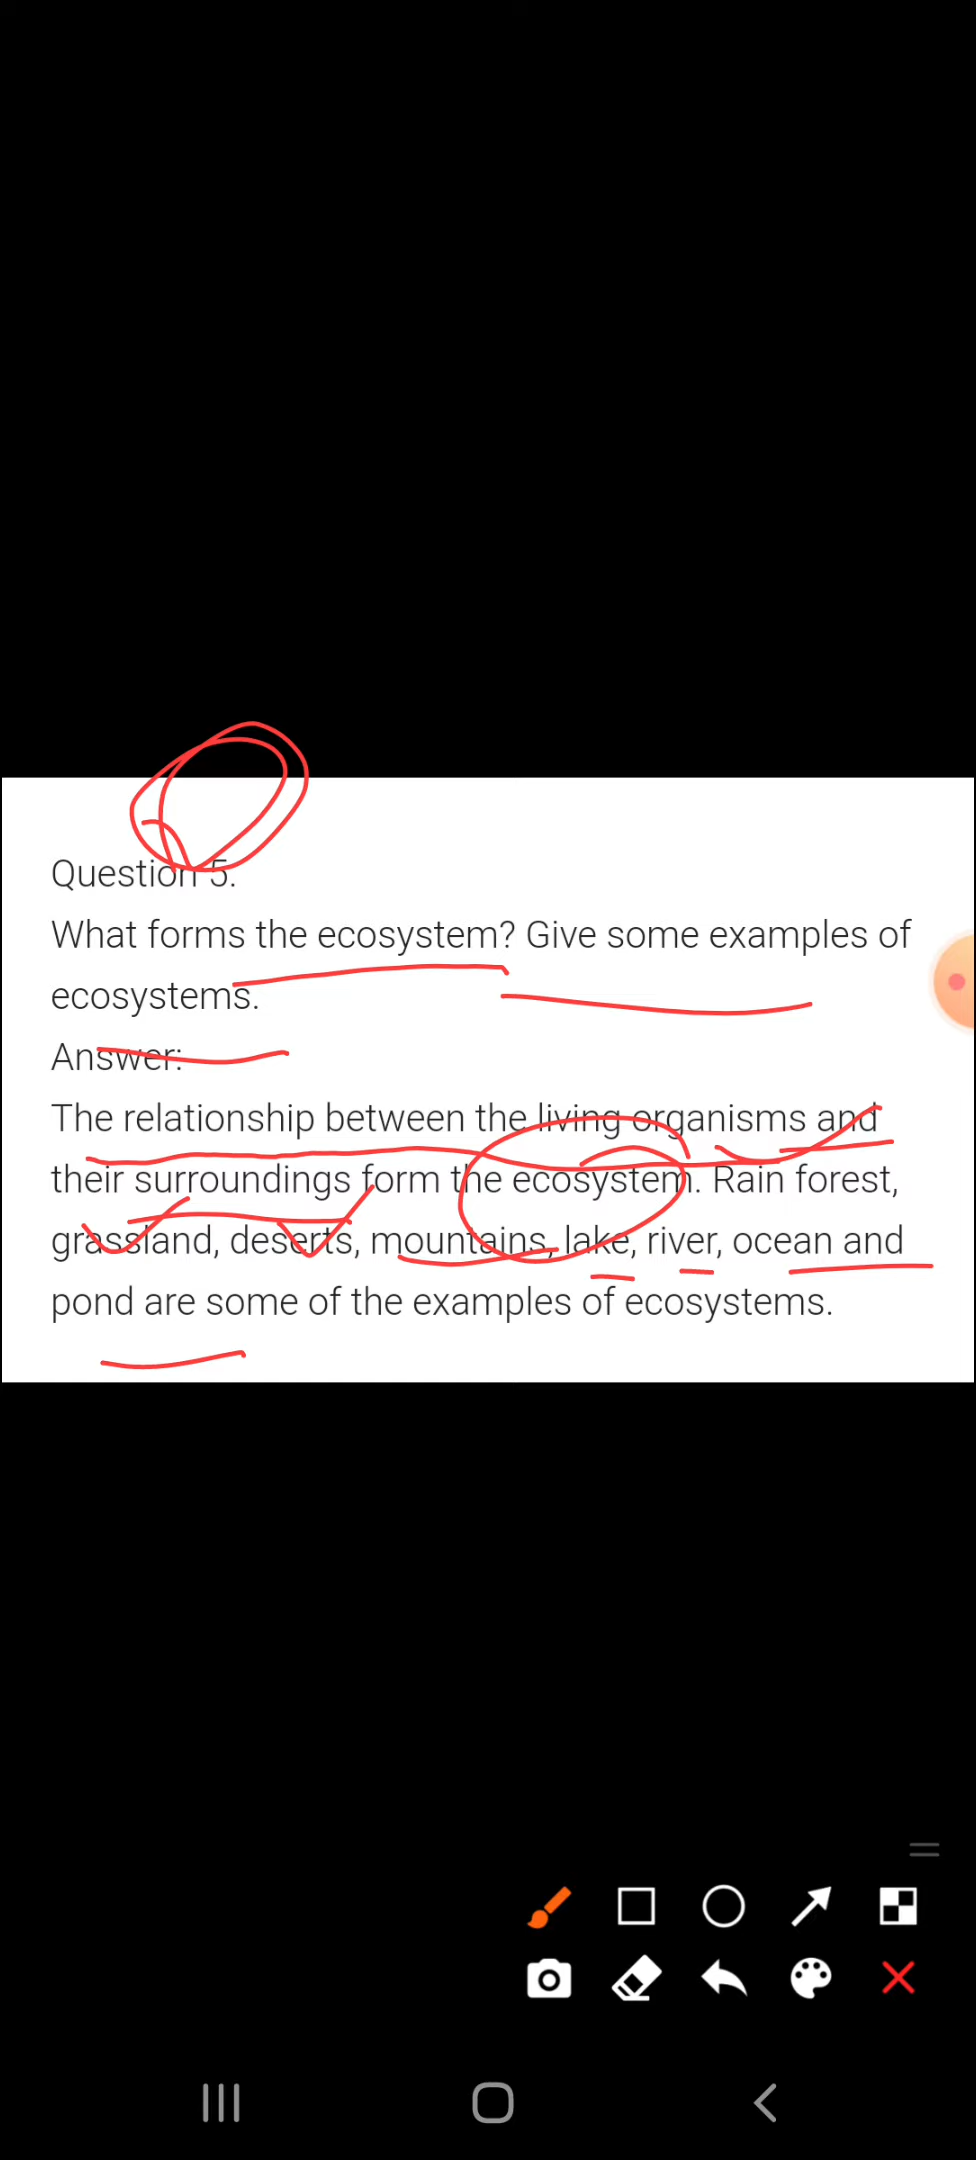 Question 5.
What forms the ecosystem? Give some examples of
ecosystems.
Answer:
The relationship between the living organisms and
their surroundings form the ecosystem. Rain forest,
grassland, deserts, mountains, lake, river, ocean and
pond are some of the examples of ecosystems.